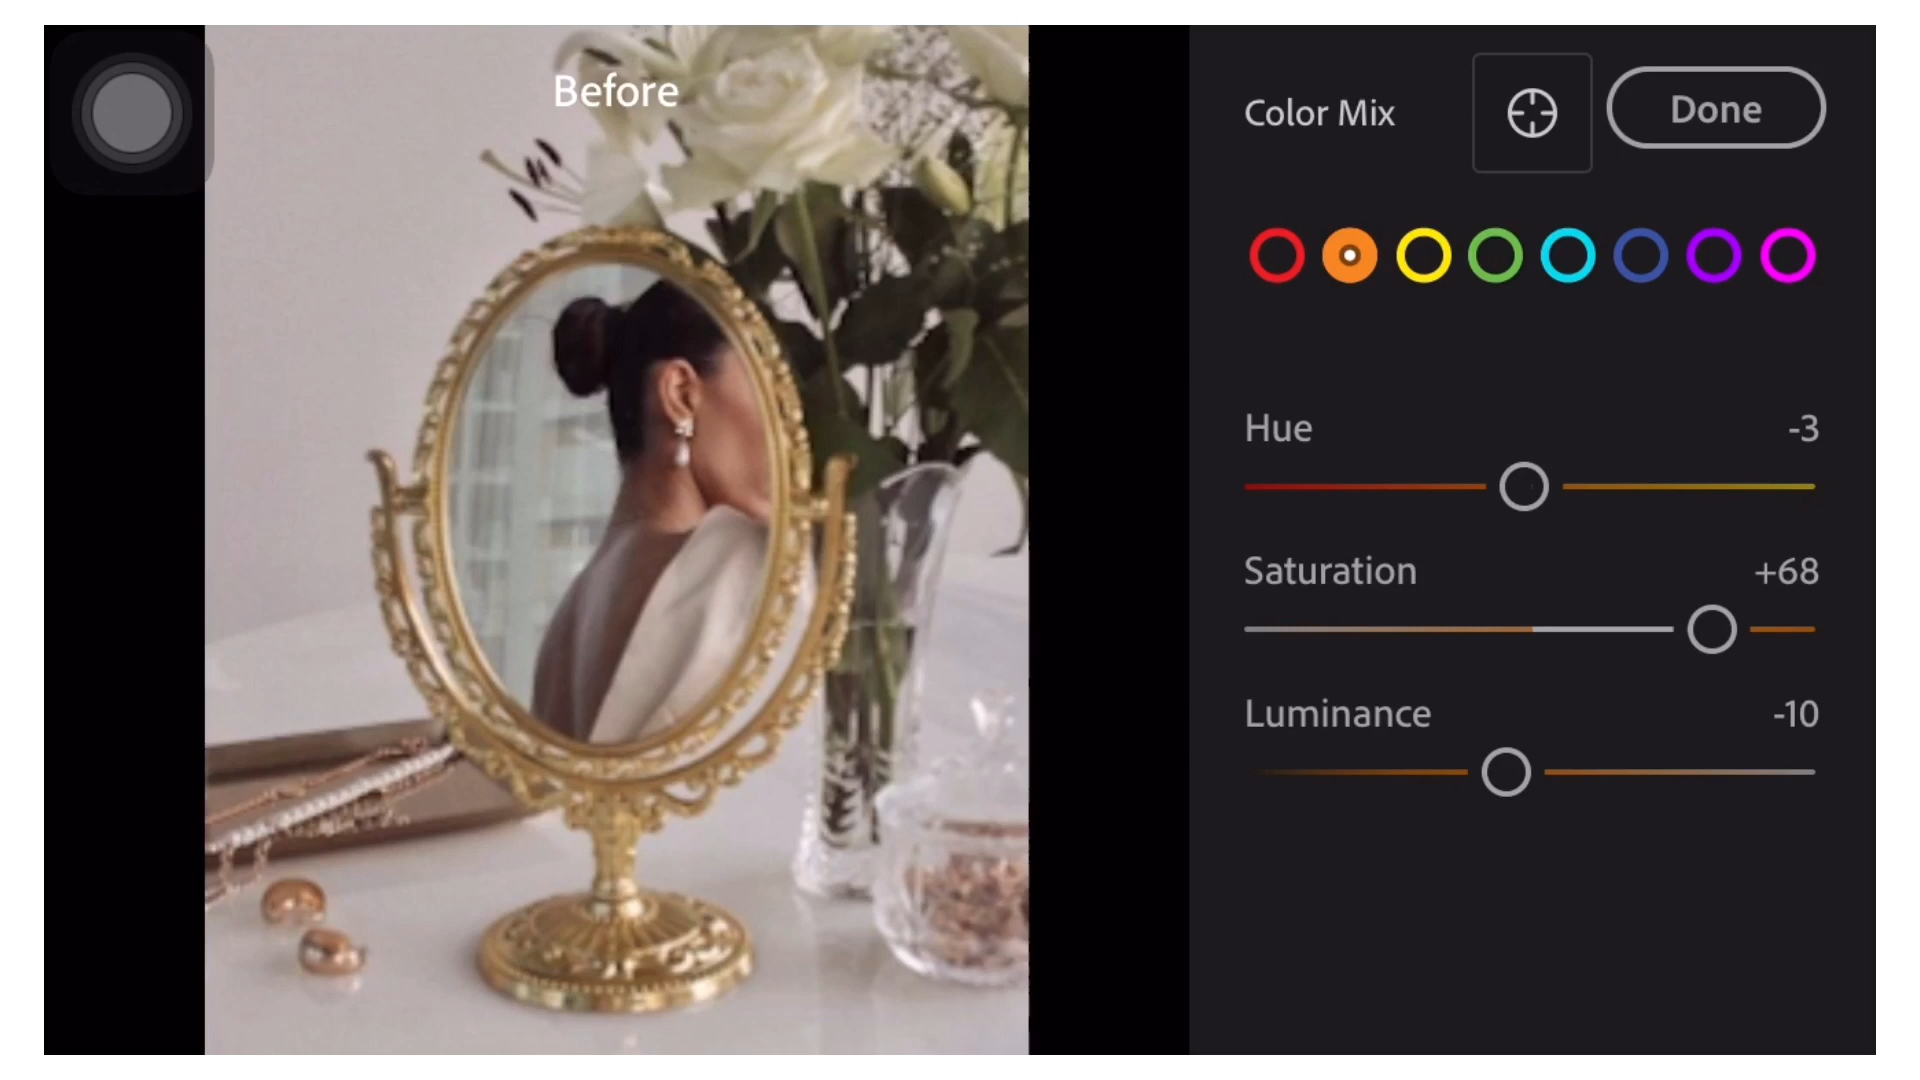 Before
Color Mix
Done
Hue -3
Saturation +68
Luminance -10